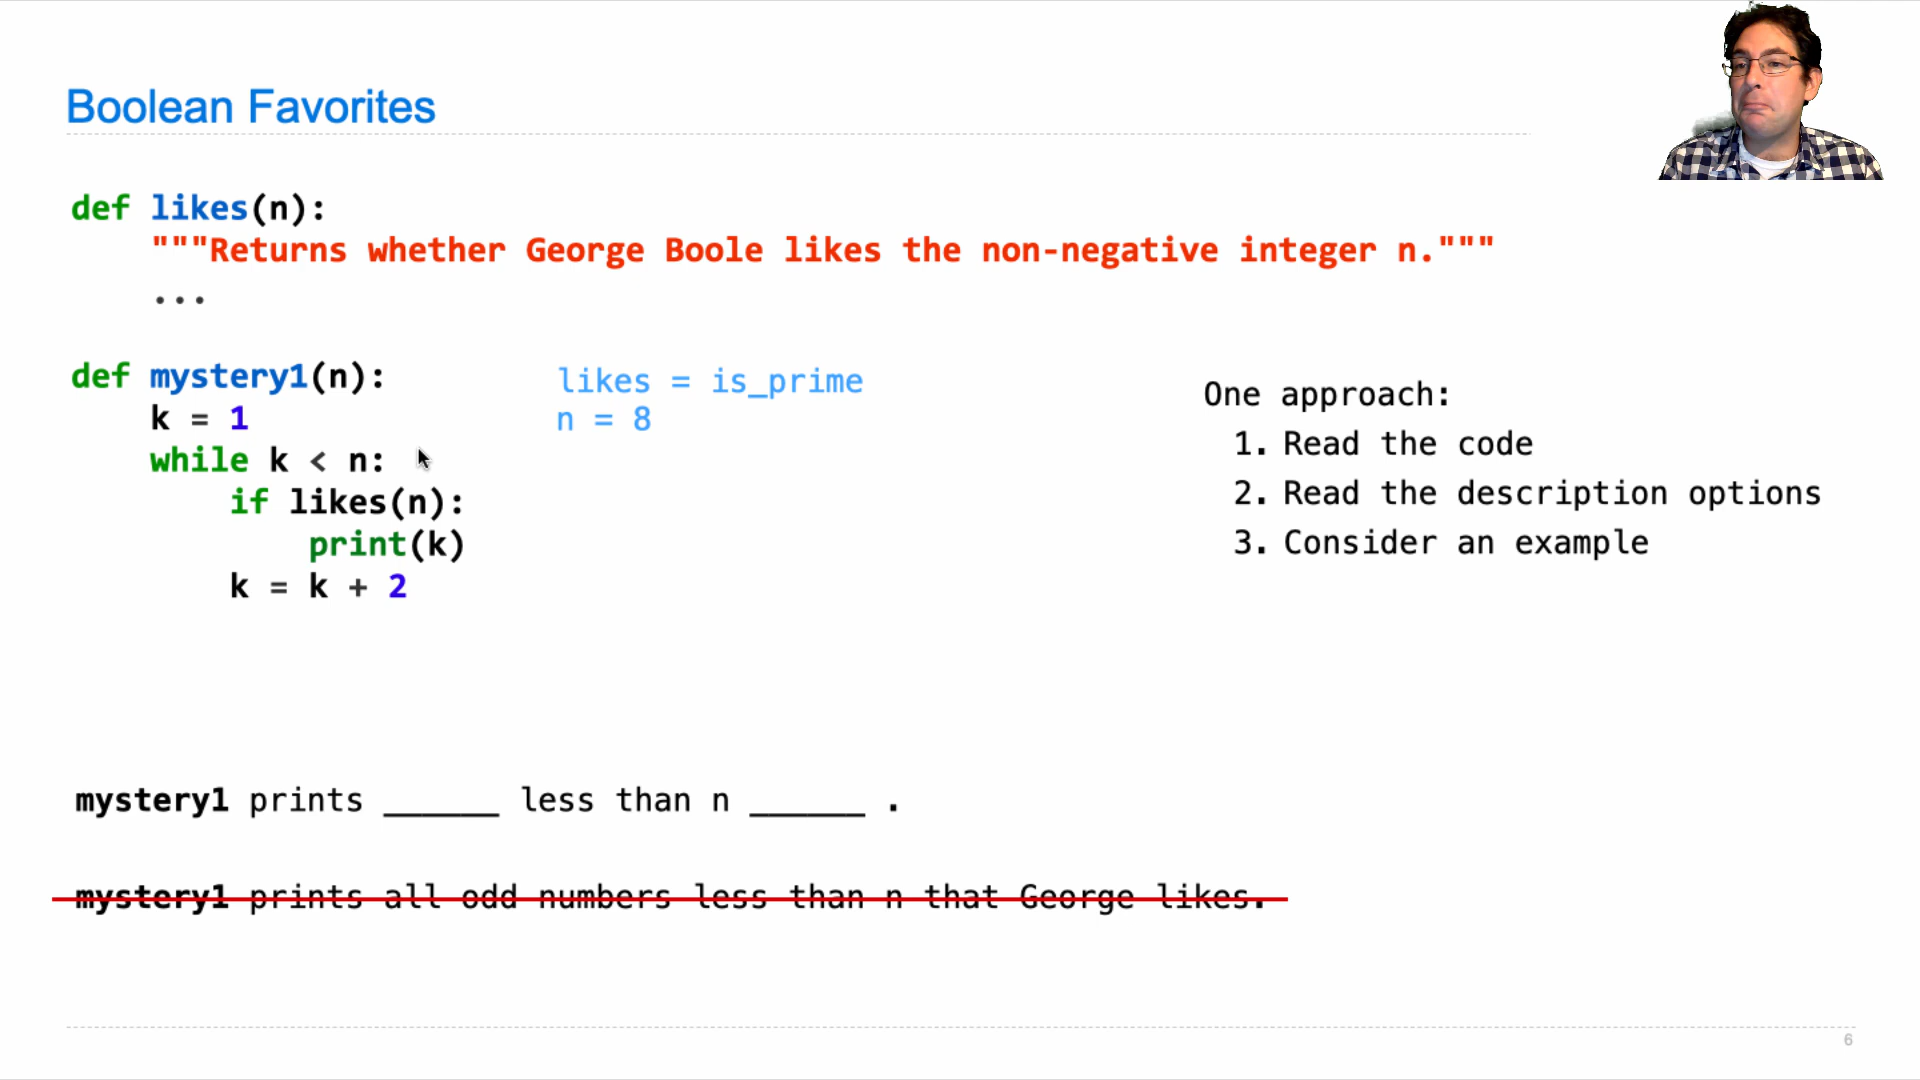 Boolean Favorites
def likes(n):
"""Returns whether George Boole likes the non-negative integer n."""
...
def mystery1(n):
k = 1
while k < n:
if likes(n):
print(k)
k = k + 2
likes = is_prime
n = 8
One approach:
1. Read the code
2. Read the description options
3. Consider an example
mystery1 prints ______ less than n ______ .
mystery1 prints all odd numbers less than n that George likes.
6